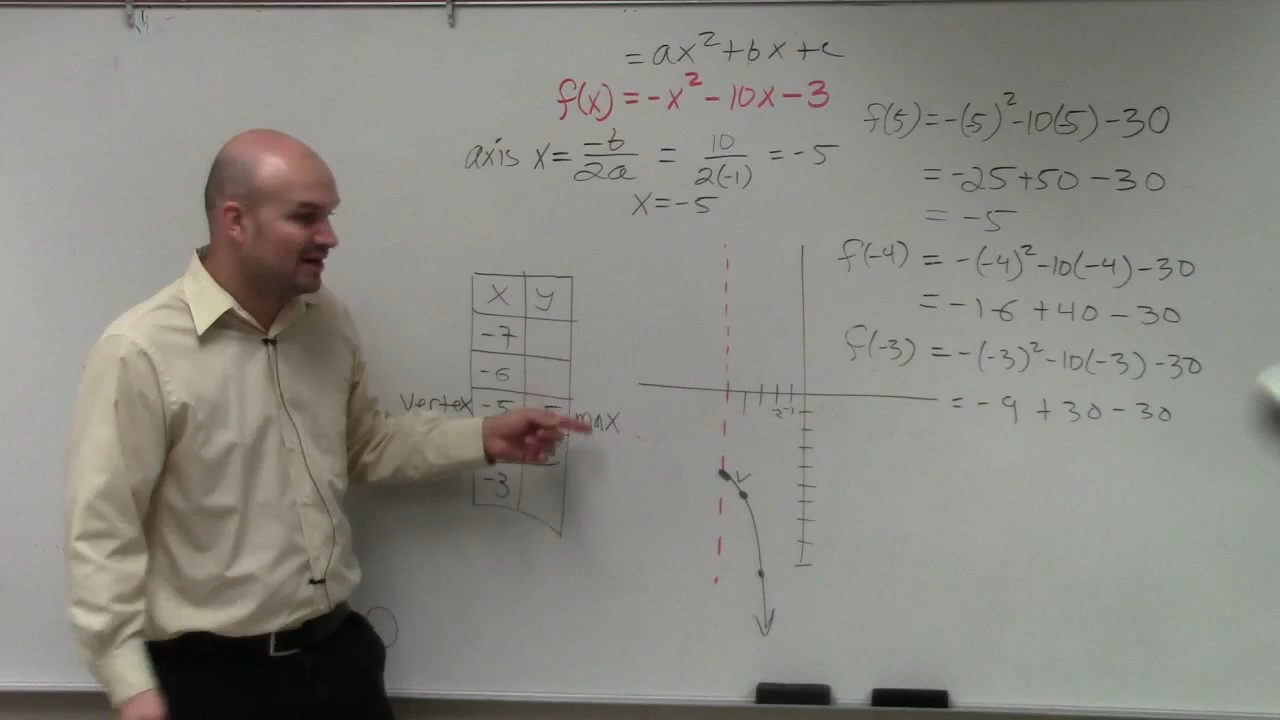 = ax² + bx + c
f(x) = -x² - 10x - 3
axis x = -b/2a = 10/2(-1) = -5
x = -5
f(5) = -(5)² - 10(5) - 30
= -25 + 50 - 30
= -5
f(-4) = -(-4)² - 10(-4) - 30
= -16 + 40 - 30
f(-3) = -(-3)² - 10(-3) - 30
= -9 + 30 - 30
x y
-7
-6
vertex -5 max
-3
-2 -1